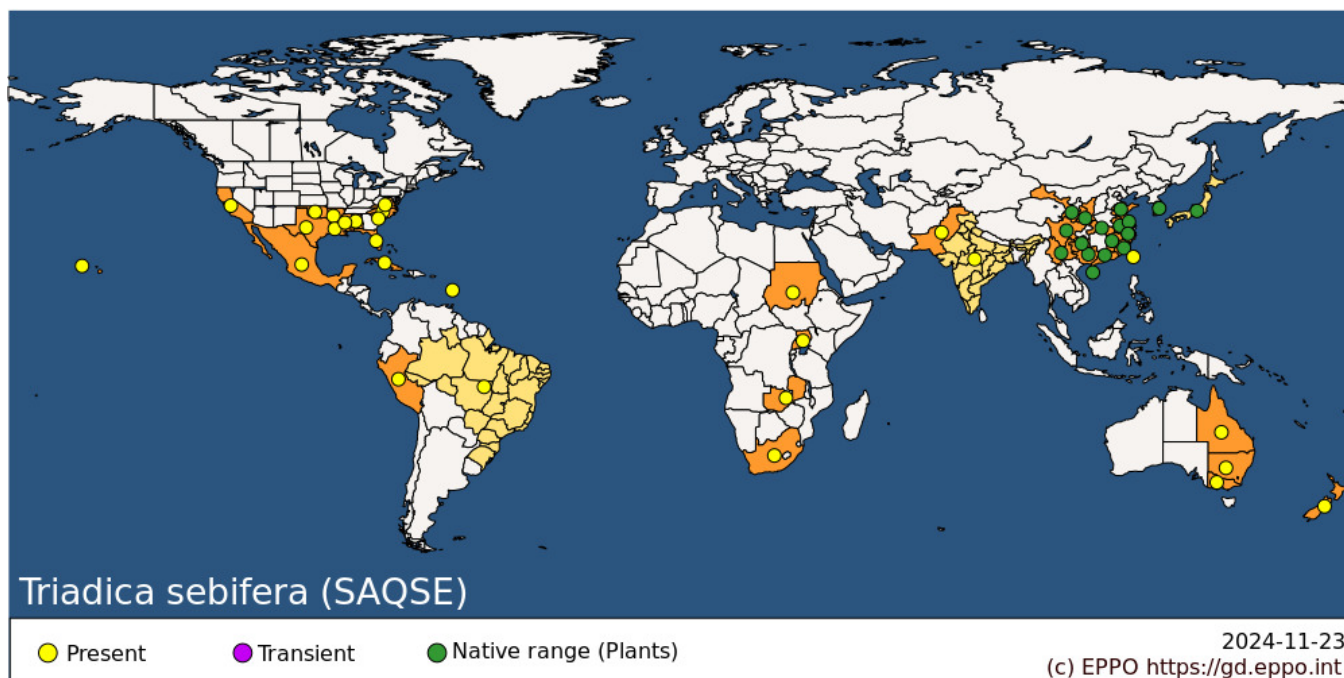 Triadica sebifera (SAQSE)
Present
Transient
Native range (Plants)
2024-11-23
(c) EPPO https://gd.eppo.int